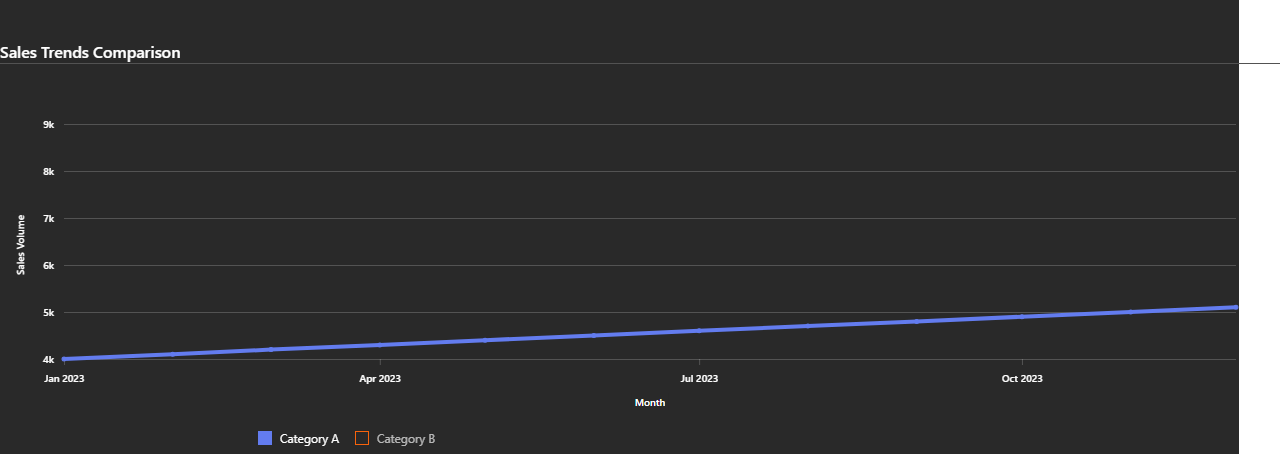 Sales Trends Comparison
9k
8k
7k
6k
5k
4k
Sales Volume
Jan 2023 Apr 2023 Jul 2023 Oct 2023
Month
Category A Category B